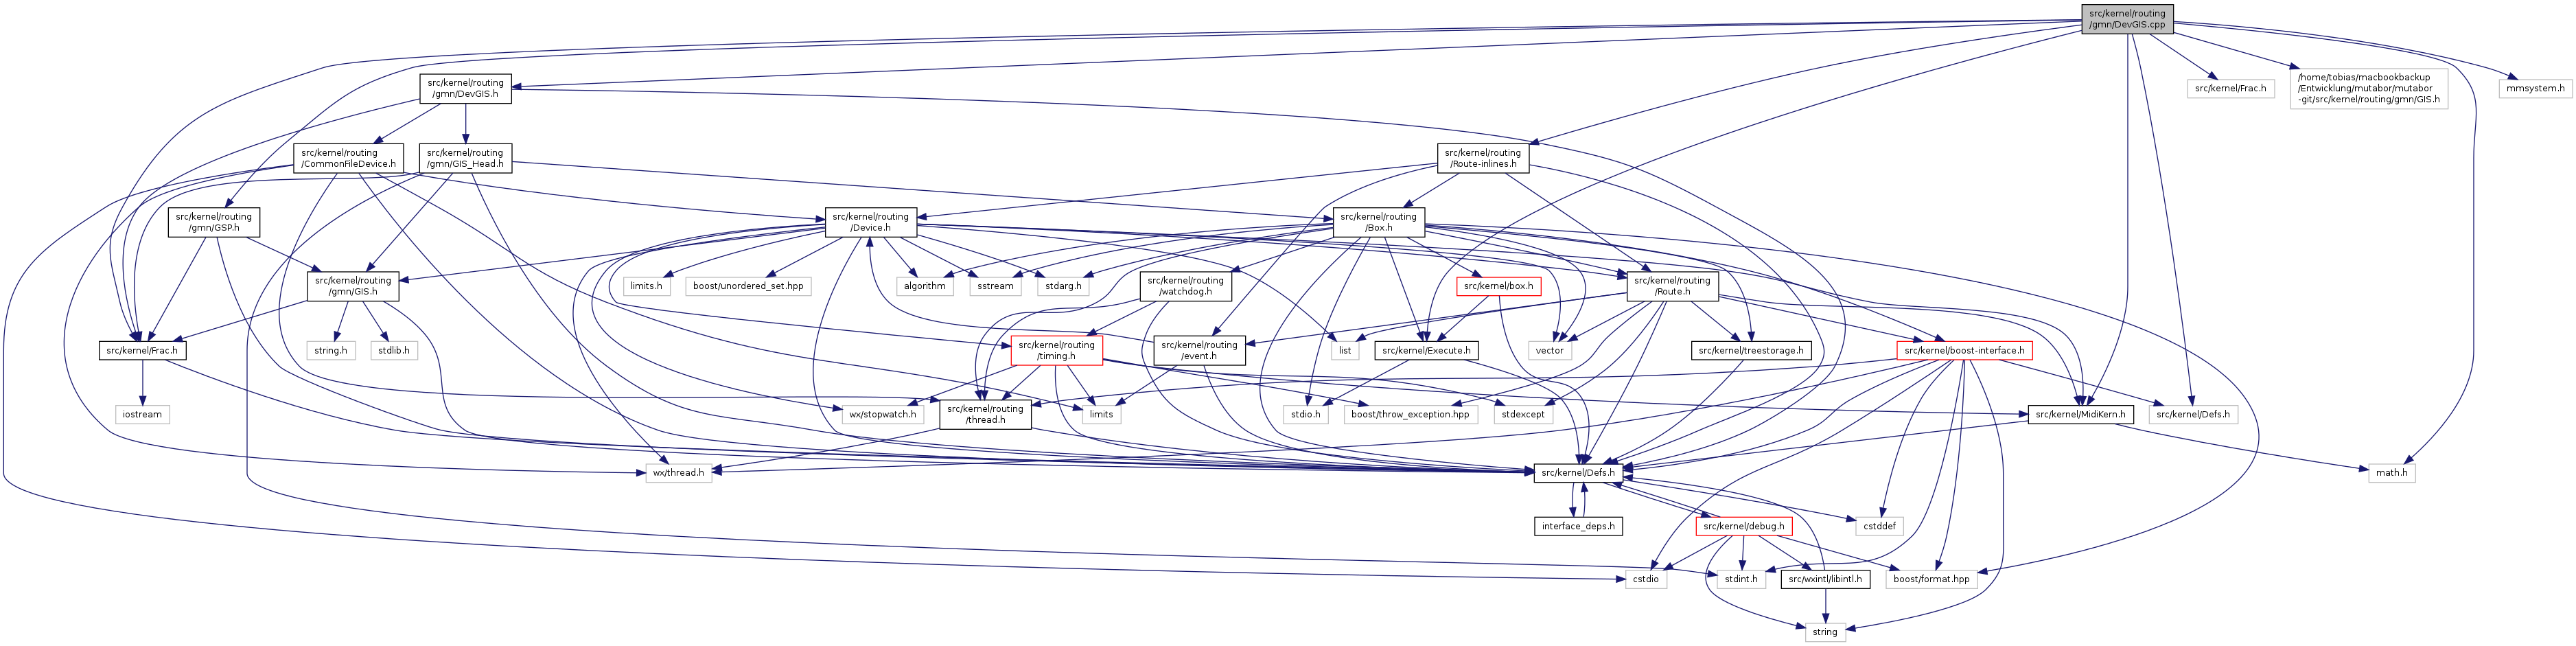 src/kernel/routing
/gmn/DevGIS.cpp
src/kernel/routing
/gmn/DevGIS.h
src/kernel/Frac.h
/home/tobias/macbookbackup
/Entwicklung/mutabor/mutabor
-git/src/kernel/routing/gmn/GIS.h
mmsystem.h
src/kernel/routing
/CommonFileDevice.h
src/kernel/routing
/gmn/GIS_Head.h
src/kernel/routing
/Route-inlines.h
src/kernel/routing
/gmn/GSP.h
src/kernel/routing
/Device.h
src/kernel/routing
/Box.h
src/kernel/routing
/gmn/GIS.h
limits.h
boost/unordered_set.hpp
algorithm
sstream
stdarg.h
src/kernel/routing
/watchdog.h
src/kernel/box.h
src/kernel/routing
/Route.h
src/kernel/Frac.h
string.h
stdlib.h
src/kernel/routing
/timing.h
src/kernel/routing
/event.h
list
src/kernel/Execute.h
vector
src/kernel/treestorage.h
src/kernel/boost-interface.h
iostream
wx/stopwatch.h
src/kernel/routing
/thread.h
limits
stdio.h
boost/throw_exception.hpp
stdexcept
src/kernel/MidiKern.h
src/kernel/Defs.h
wx/thread.h
src/kernel/Defs.h
math.h
interface_deps.h
src/kernel/debug.h
cstddef
cstdio
stdint.h
src/wxintl/libintl.h
boost/format.hpp
string